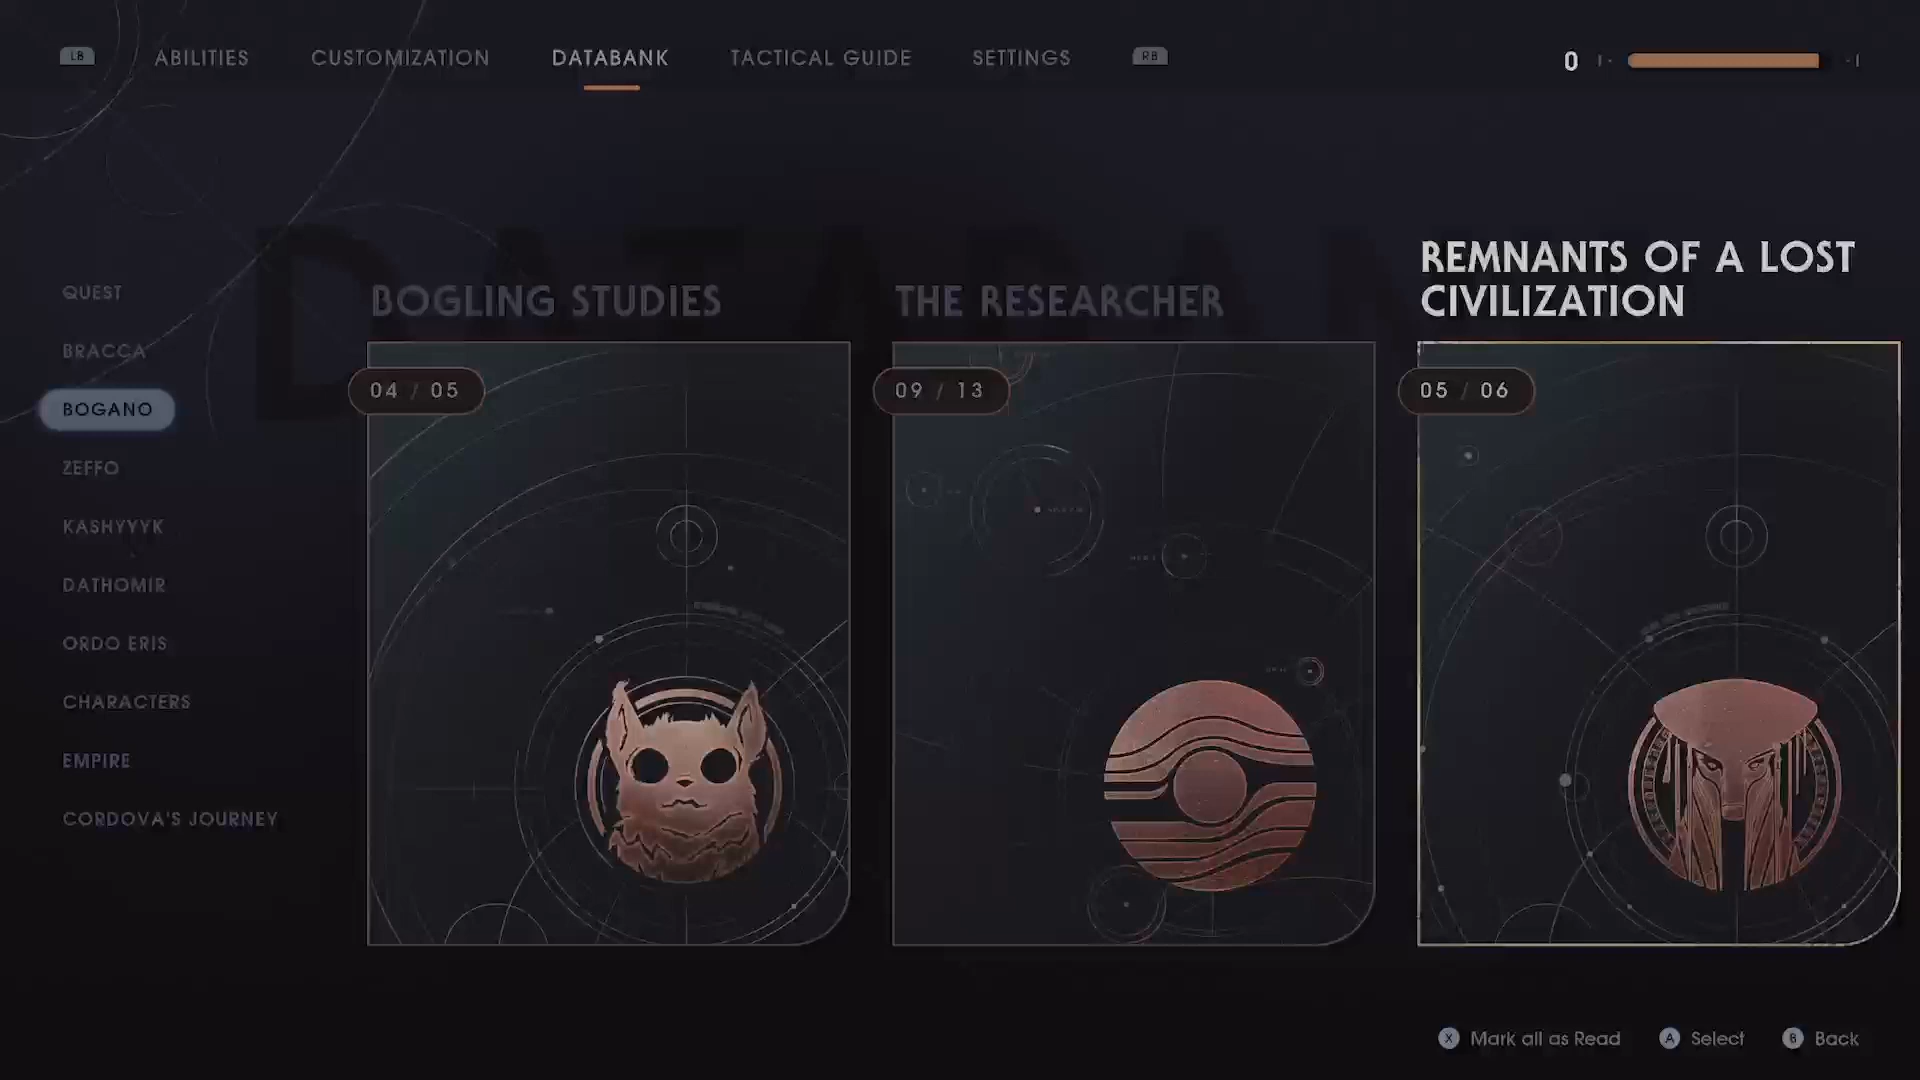 LB
ABILITIES
CUSTOMIZATION
DATABANK
TACTICAL GUIDE
SETTINGS
RB
0
QUEST
BRACCA
BOGANO
ZEFFO
KASHYYYK
DATHOMIR
ORDO ERIS
CHARACTERS
EMPIRE
CORDOVA'S JOURNEY
BOGLING STUDIES
04 / 05
THE RESEARCHER
09 / 13
REMNANTS OF A LOST
CIVILIZATION
05 / 06
X Mark all as Read
A Select
B Back